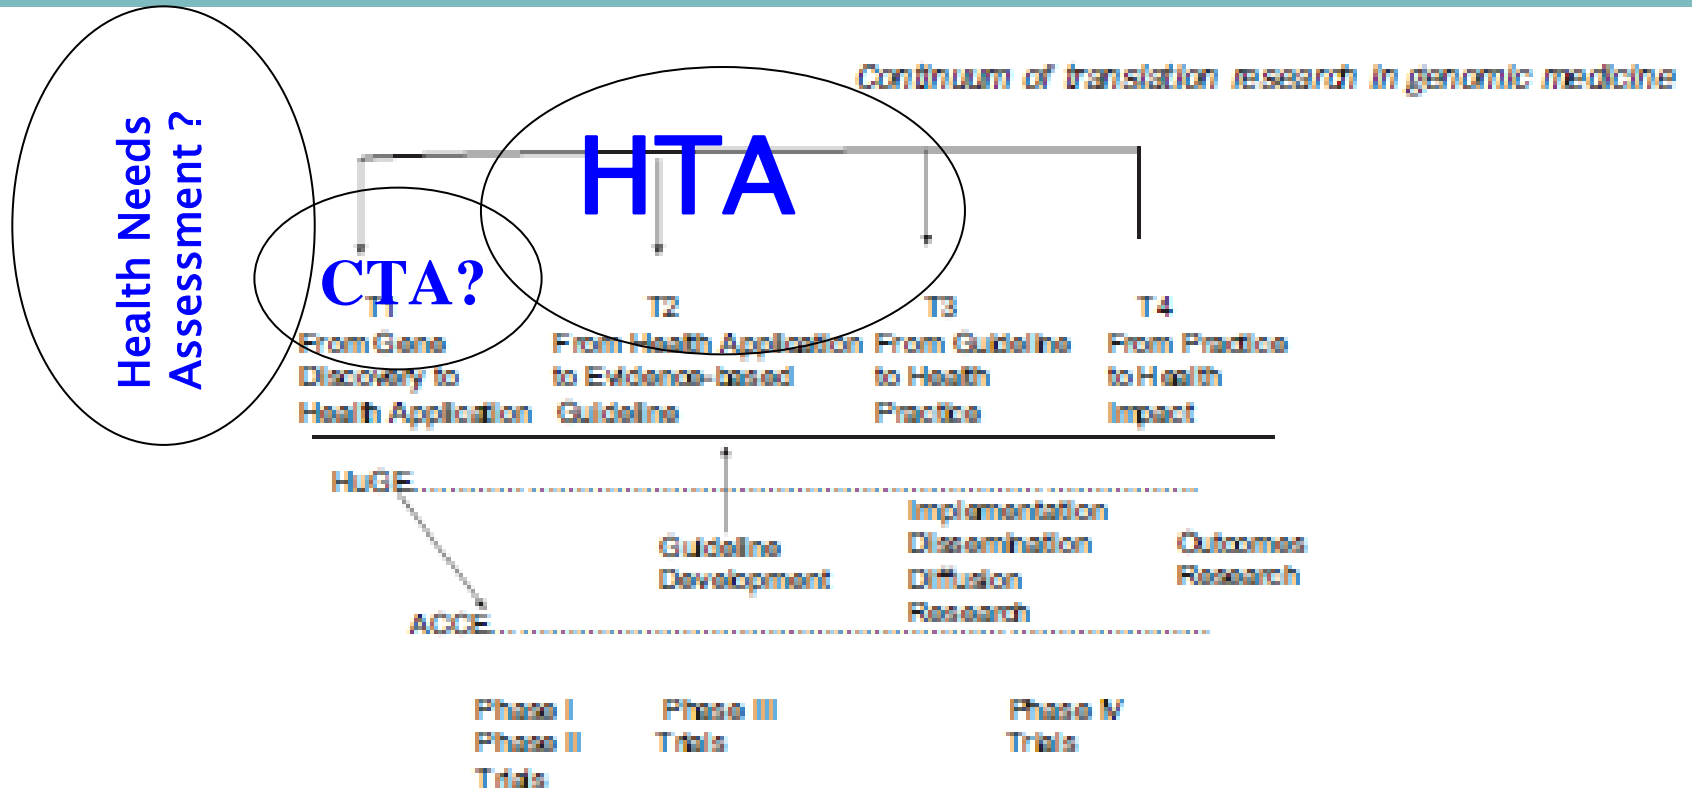 Continuum of translation research in genomic medicine
Health Needs
Assessment ?
HTA
CTA?
T1
From Gene
Discovery to
Health Application
T2
From Health Application
to Evidence-based
Guideline
T3
From Guideline
to Health
Practice
T4
From Practice
to Health
Impact
HuGE
Guideline
Development
Implementation
Dissemination
Diffusion
Research
Outcomes
Research
ACCE
Phase I
Phase II
Trials
Phase III
Trials
Phase IV
Trials